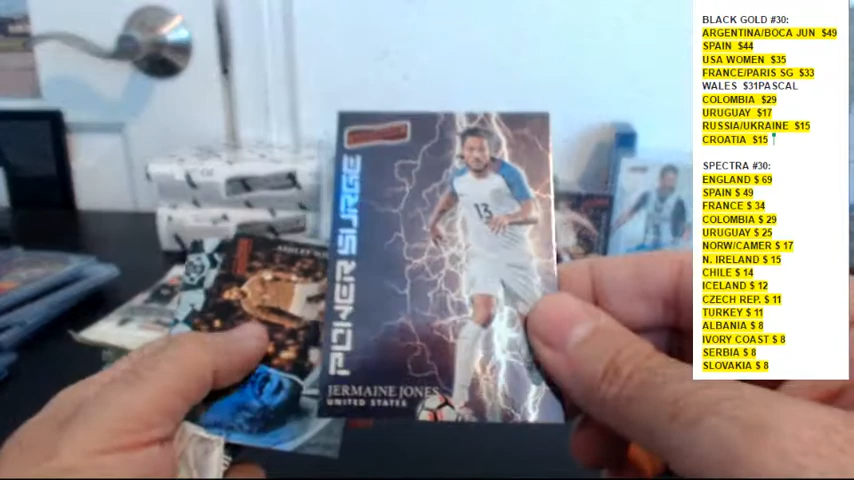 BLACK GOLD #30:
ARGENTINA/BOCA JUN $49
SPAIN $44
USA WOMEN $35
FRANCE/PARIS SG $33
WALES $31PASCAL
COLOMBIA $29
URUGUAY $17
RUSSIA/UKRAINE $15
CROATIA $15
SPECTRA #30:
ENGLAND $ 69
SPAIN $ 49
FRANCE $ 34
COLOMBIA $ 29
URUGUAY $ 25
NORW/CAMER $ 17
N. IRELAND $ 15
CHILE $ 14
ICELAND $ 12
CZECH REP. $ 11
TURKEY $ 11
ALBANIA $ 8
IVORY COAST $ 8
SERBIA $ 8
SLOVAKIA $ 8
POWER SURGE
13
JERMAINE JONES
UNITED STATES